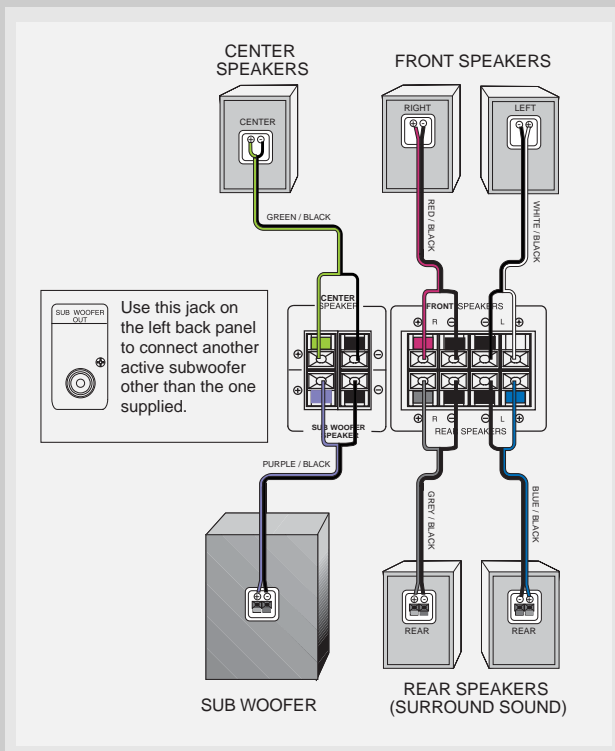 CENTER
SPEAKERS
FRONT SPEAKERS
CENTER
RIGHT
LEFT
GREEN / BLACK
RED / BLACK
WHITE / BLACK
SUB WOOFER
OUT
Use this jack on
the left back panel
to connect another
active subwoofer
other than the one
supplied.
CENTER
SPEAKER
FRONT SPEAKERS
R
L
SUB WOOFER
SPEAKER
R
L
REAR SPEAKERS
PURPLE / BLACK
GREY / BLACK
BLUE / BLACK
REAR
REAR
SUB WOOFER
REAR SPEAKERS
(SURROUND SOUND)